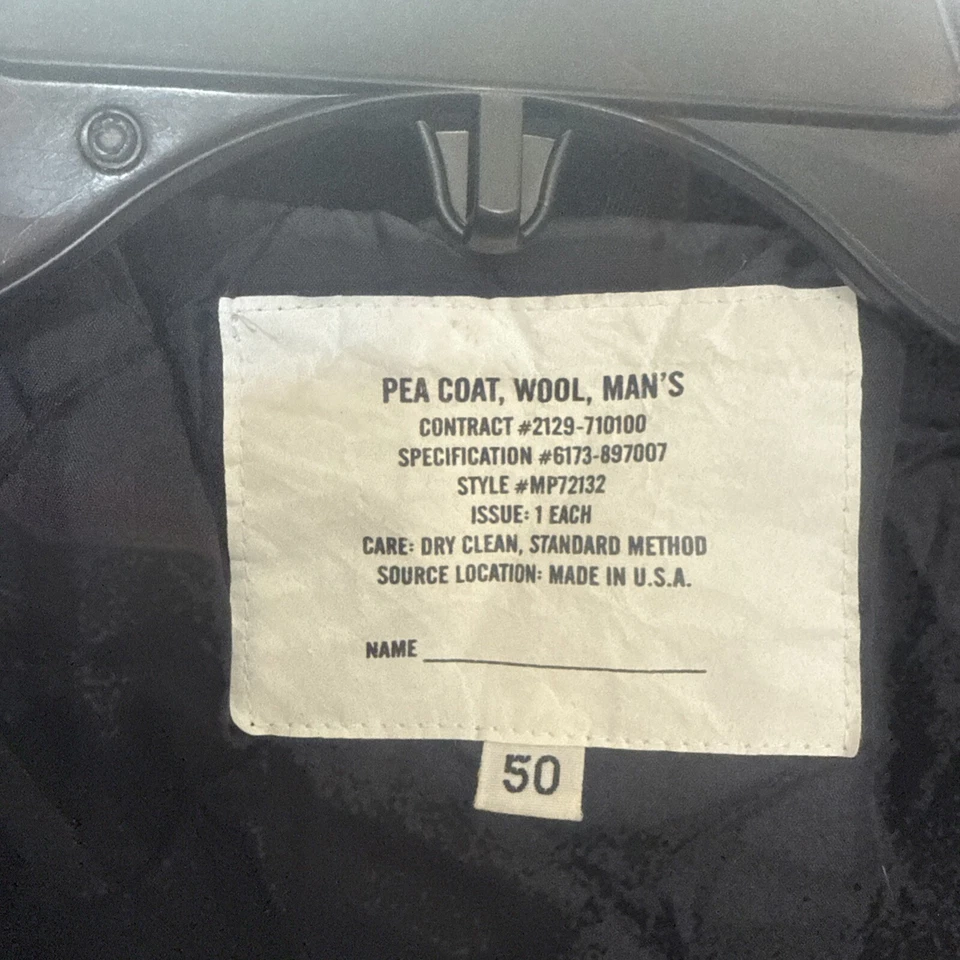 PEA COAT, WOOL, MAN'S
CONTRACT #2129-710100
SPECIFICATION #6173-897007
STYLE #MP72132
ISSUE: 1 EACH
CARE: DRY CLEAN, STANDARD METHOD
SOURCE LOCATION: MADE IN U.S.A.
NAME
50